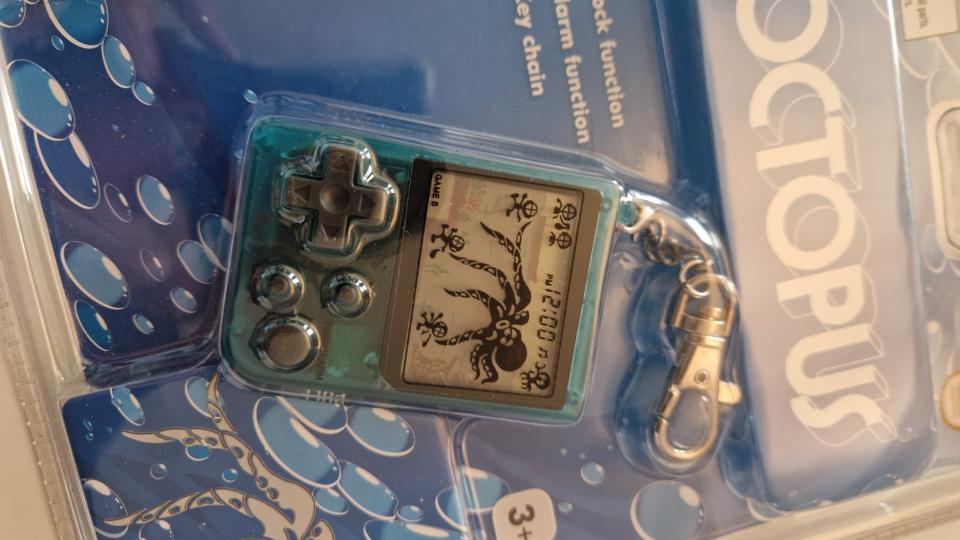 ock function
larm function
Key chain
OCTOPUS
GAME B
PM 12:00
3+